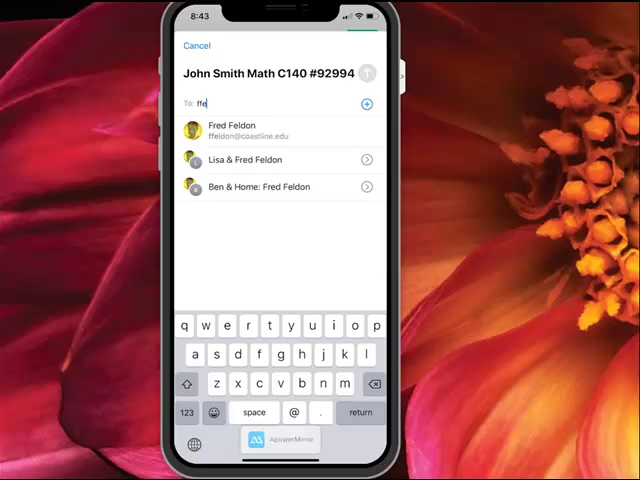 8:43
Cancel
John Smith Math C140 #92994
To: ffe
Fred Feldon
ffeldon@coastline.edu
L
Lisa & Fred Feldon
B
Ben & Home: Fred Feldon
q w e r t y u i o p
a s d f g h j k l
z x c v b n m
123 space @ . return
ApowerMirror